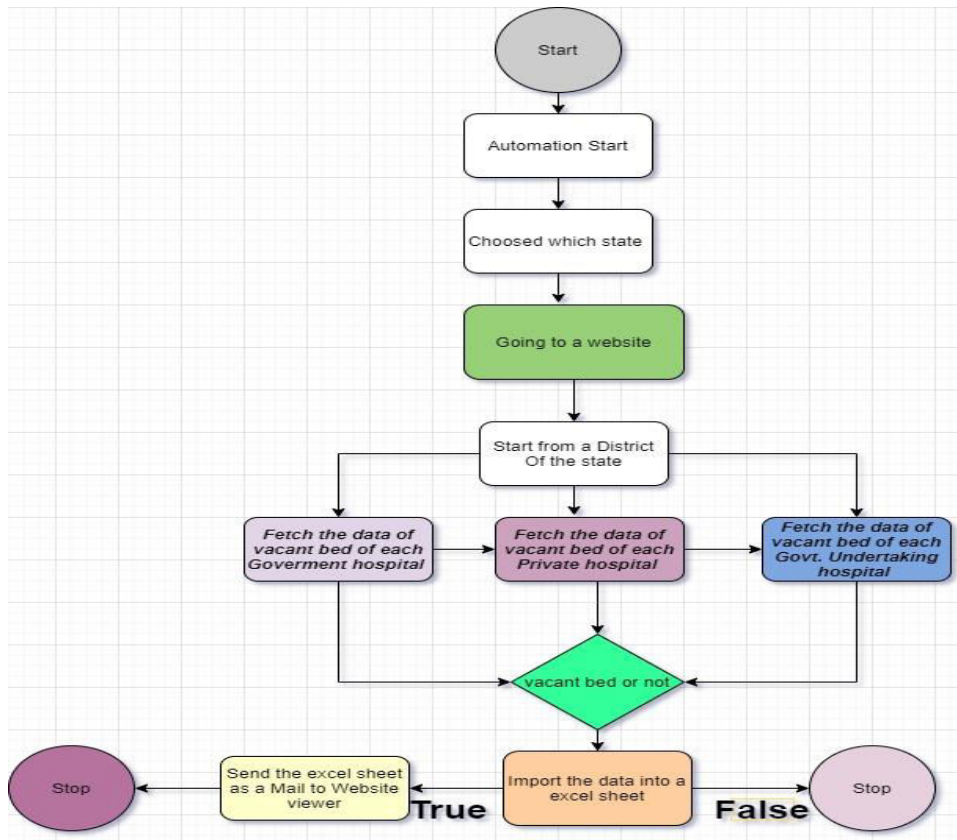 Start
Automation Start
Choosed which state
Going to a website
Start from a District
Of the state
Fetch the data of
vacant bed of each
Goverment hospital
Fetch the data of
vacant bed of each
Private hospital
Fetch the data of
vacant bed of each
Govt. Undertaking
hospital
vacant bed or not
Stop
Send the excel sheet
as a Mail to Website
viewer
True
Import the data into a
excel sheet
False
Stop